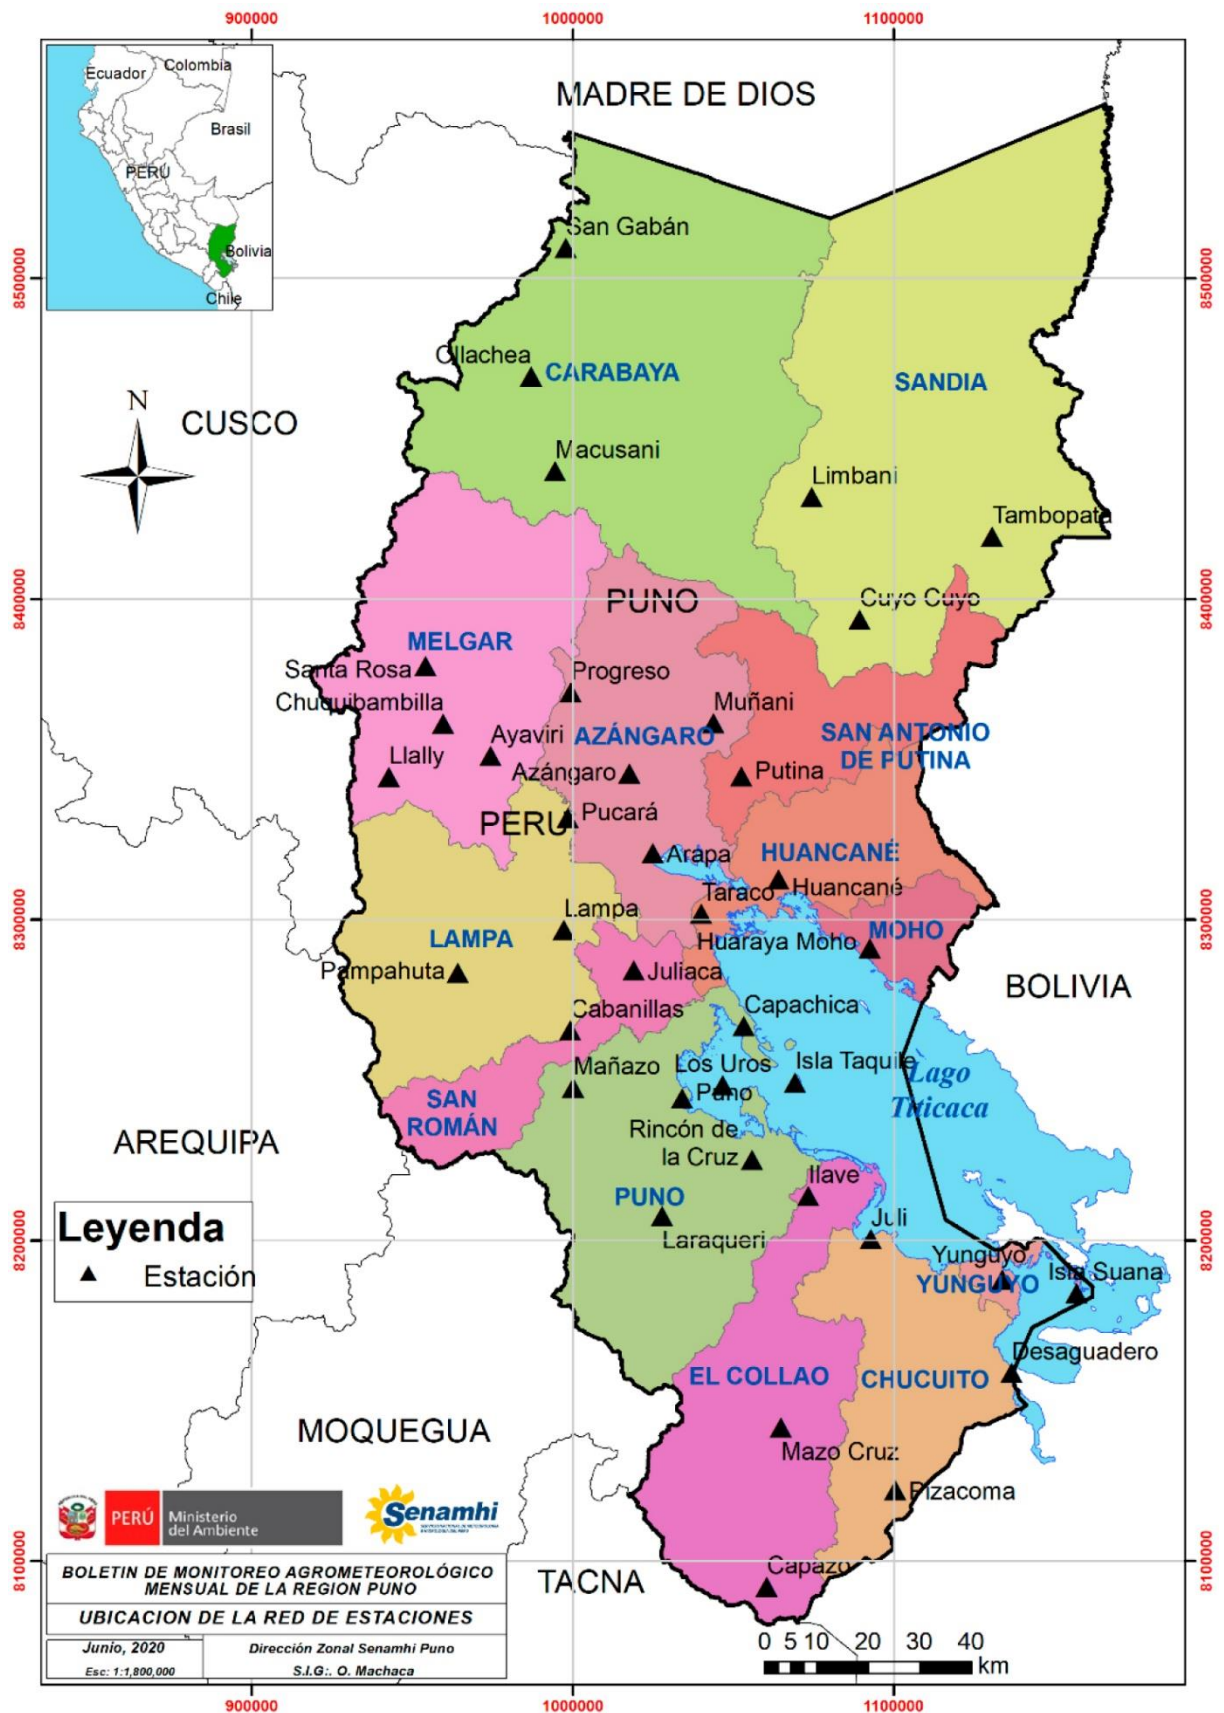 900000
1000000
1100000
Ecuador
Colombia
Brasil
PERÚ
Bolivia
Chile
MADRE DE DIOS
San Gabán
8500000
8500000
Ollachea
CARABAYA
SANDIA
N
CUSCO
Macusani
Limbani
Tambopata
8400000
8400000
PUNO
Cuyo Cuyo
MELGAR
Santa Rosa
Progreso
Chuquibambilla
Muñani
Ayaviri
AZÁNGARO
SAN ANTONIO
DE PUTINA
Llally
Azángaro
Putina
PERÚ
Pucará
Arapa
HUANCANÉ
Huancané
Taraco
Lampa
8300000
8300000
LAMPA
Huaraya Moho
MOHO
Pampahuta
Juliaca
BOLIVIA
Cabanillas
Capachica
Mañazo
Los Uros
Isla Taquile
Lago
Titicaca
Puno
SAN
ROMÁN
Rincón de
la Cruz
AREQUIPA
Ilave
PUNO
Laraqueri
Juli
Leyenda
Estación
8200000
8200000
Yunguyo
YUNGUYO
Isla Suana
Desaguadero
EL COLLAO
CHUCUITO
MOQUEGUA
Mazo Cruz
Pizacoma
PERÚ
Ministerio
del Ambiente
Senamhi
8100000
8100000
Capazo
TACNA
BOLETIN DE MONITOREO AGROMETEOROLÓGICO
MENSUAL DE LA REGION PUNO
UBICACION DE LA RED DE ESTACIONES
Junio, 2020
Dirección Zonal Senamhi Puno
Esc: 1:1,800,000
S.I.G:. O. Machaca
0 5 10 20 30 40
km
900000
1000000
1100000